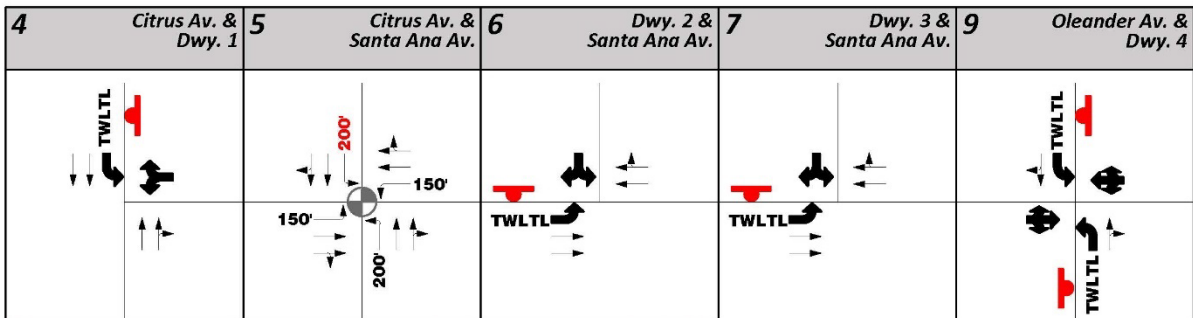 4
Citrus Av. &
Dwy. 1
5
Citrus Av. &
Santa Ana Av.
6
Dwy. 2 &
Santa Ana Av.
7
Dwy. 3 &
Santa Ana Av.
9
Oleander Av. &
Dwy. 4
TWLTL
200'
150'
150'
200'
TWLTL
TWLTL
TWLTL
TWLTL